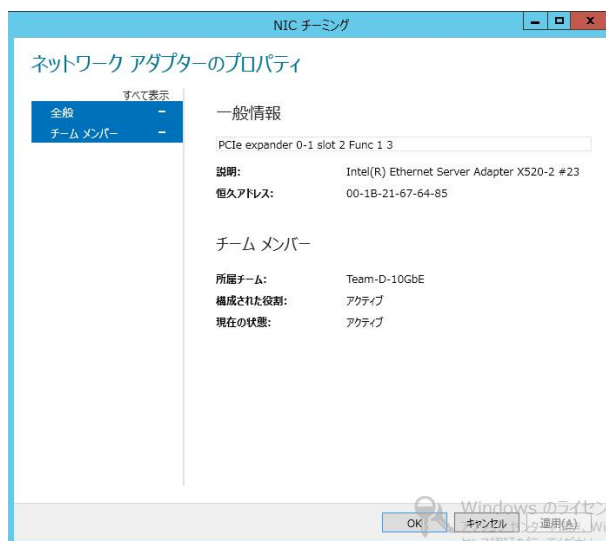 NIC チーミング
ネットワーク アダプターのプロパティ
すべて表示
全般
チーム メンバー
一般情報
PCIe expander 0-1 slot 2 Func 1 3
説明: Intel(R) Ethernet Server Adapter X520-2 #23
恒久アドレス: 00-1B-21-67-64-85
チーム メンバー
所属チーム: Team-D-10GbE
構成された役割: アクティブ
現在の状態: アクティブ
Windows のライセン
OK キャンセル 適用(A)